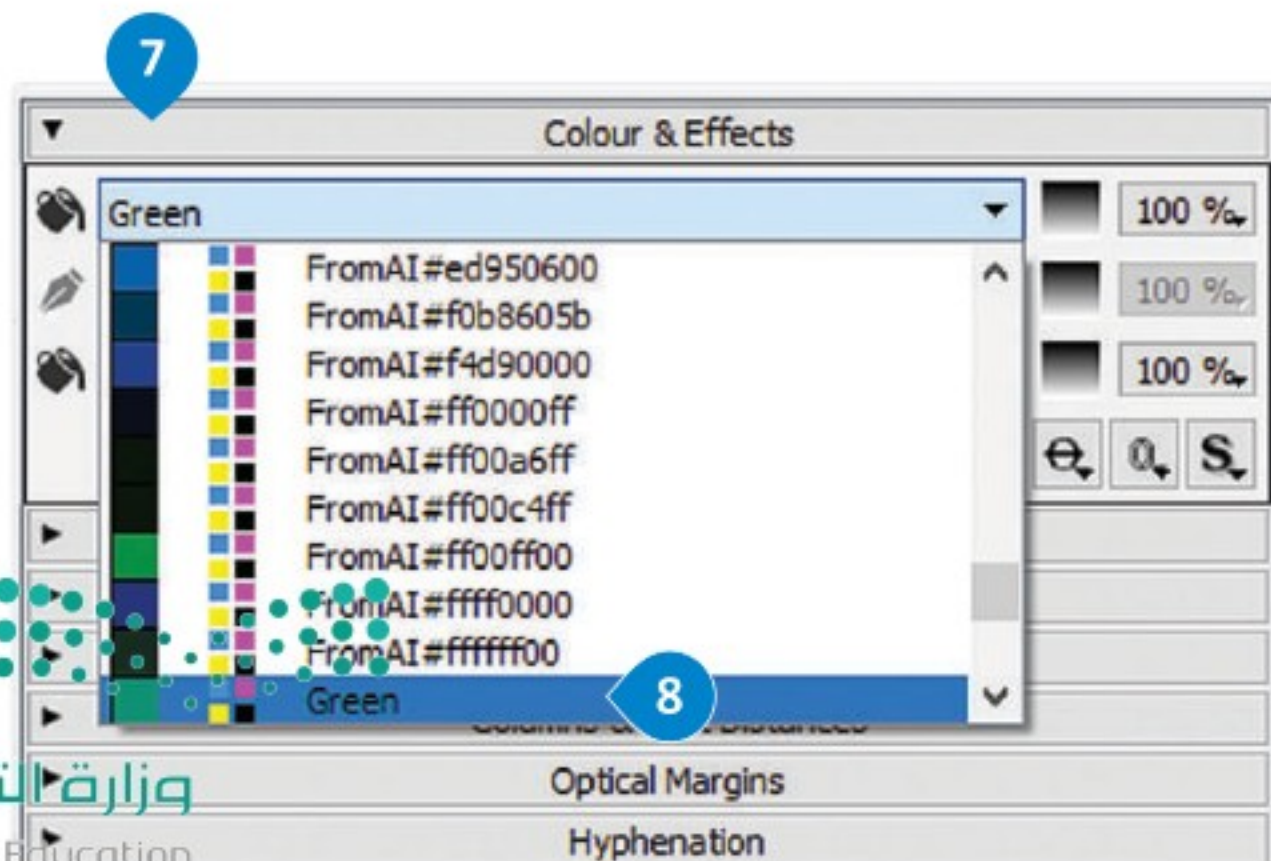 7
Colour & Effects
Green
100 %
FromAI#ed950600
FromAI#f0b8605b
100 %
FromAI#f4d90000
100 %
FromAI#ff0000ff
FromAI#ff00a6ff
FromAI#ff00c4ff
FromAI#ff00ff00
FromAI#ffff0000
FromAI#ffffff00
Green
8
Optical Margins
وزارة
Hyphenation
Education